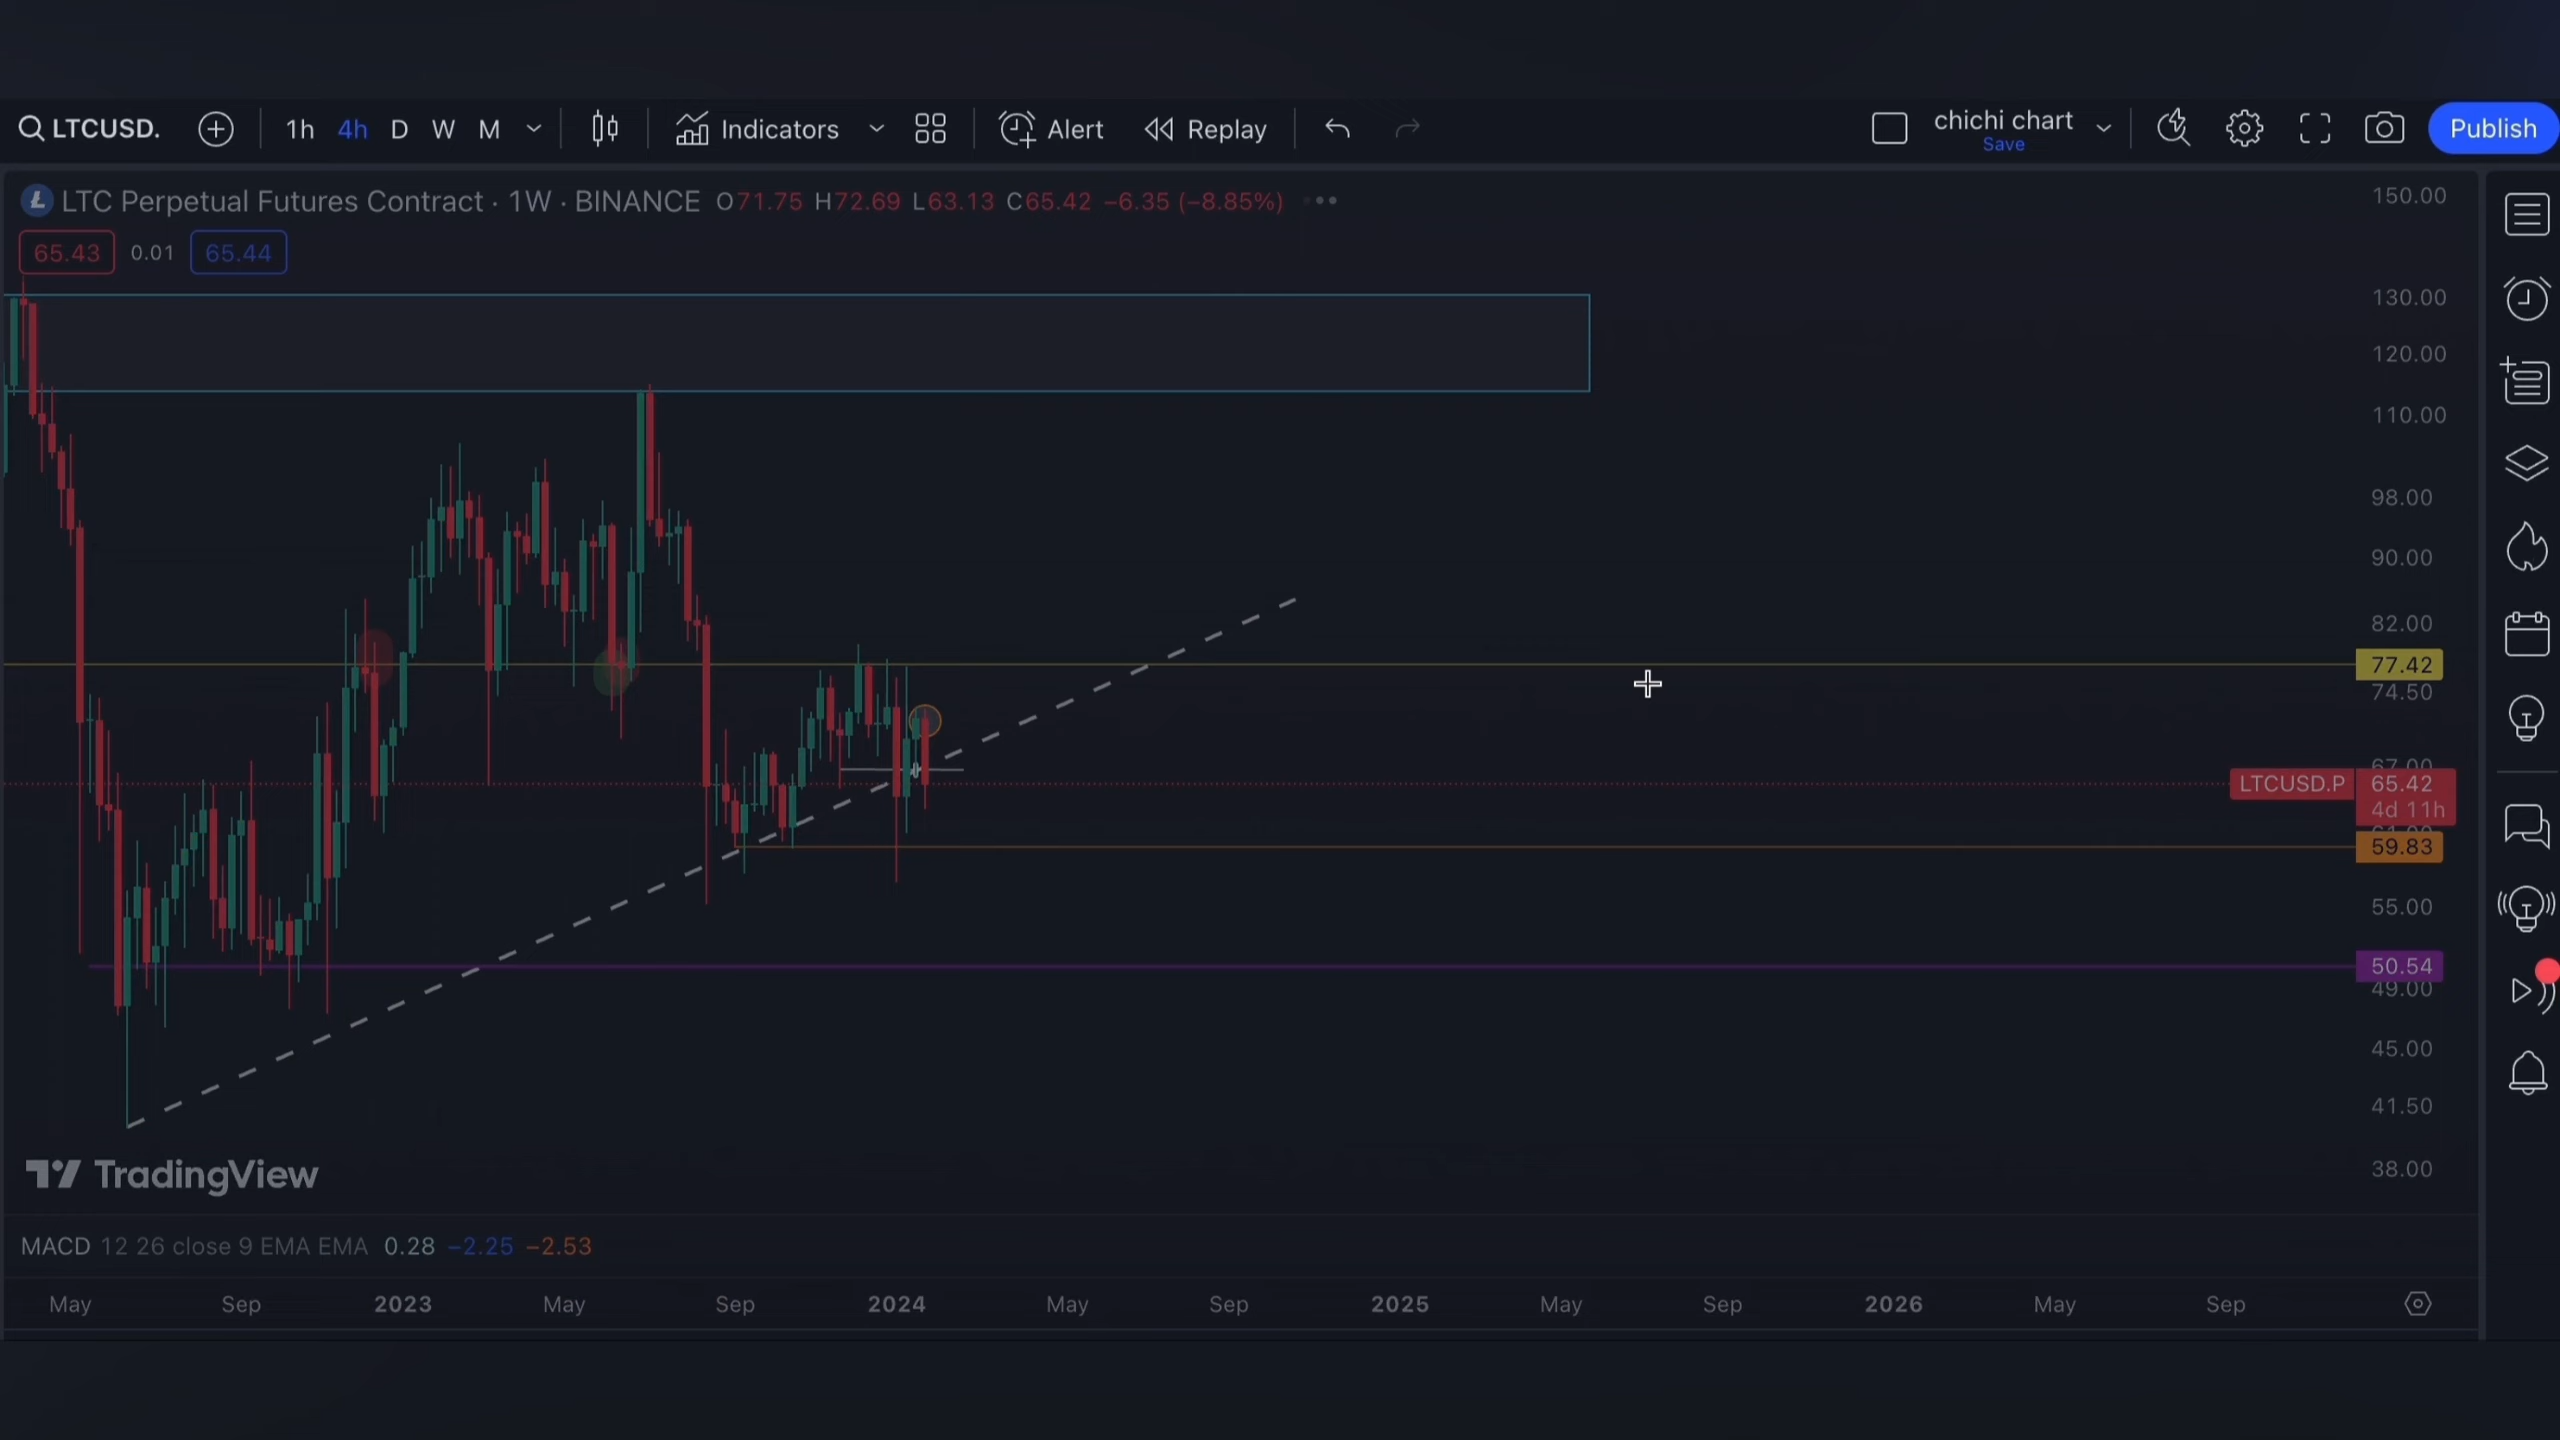 LTCUSD. 1h 4h D W M Indicators Alert Replay chichi chart Publish
Save
LTC Perpetual Futures Contract · 1W · BINANCE O71.75 H72.69 L63.13 C65.42 −6.35 (−8.85%)
65.43 0.01 65.44
150.00
130.00
120.00
110.00
98.00
90.00
82.00
77.42
74.50
67.00
LTCUSD.P 65.42
4d 11h
59.83
55.00
50.54
49.00
45.00
41.50
38.00
TradingView
MACD 12 26 close 9 EMA EMA 0.28 −2.25 −2.53
May Sep 2023 May Sep 2024 May Sep 2025 May Sep 2026 May Sep